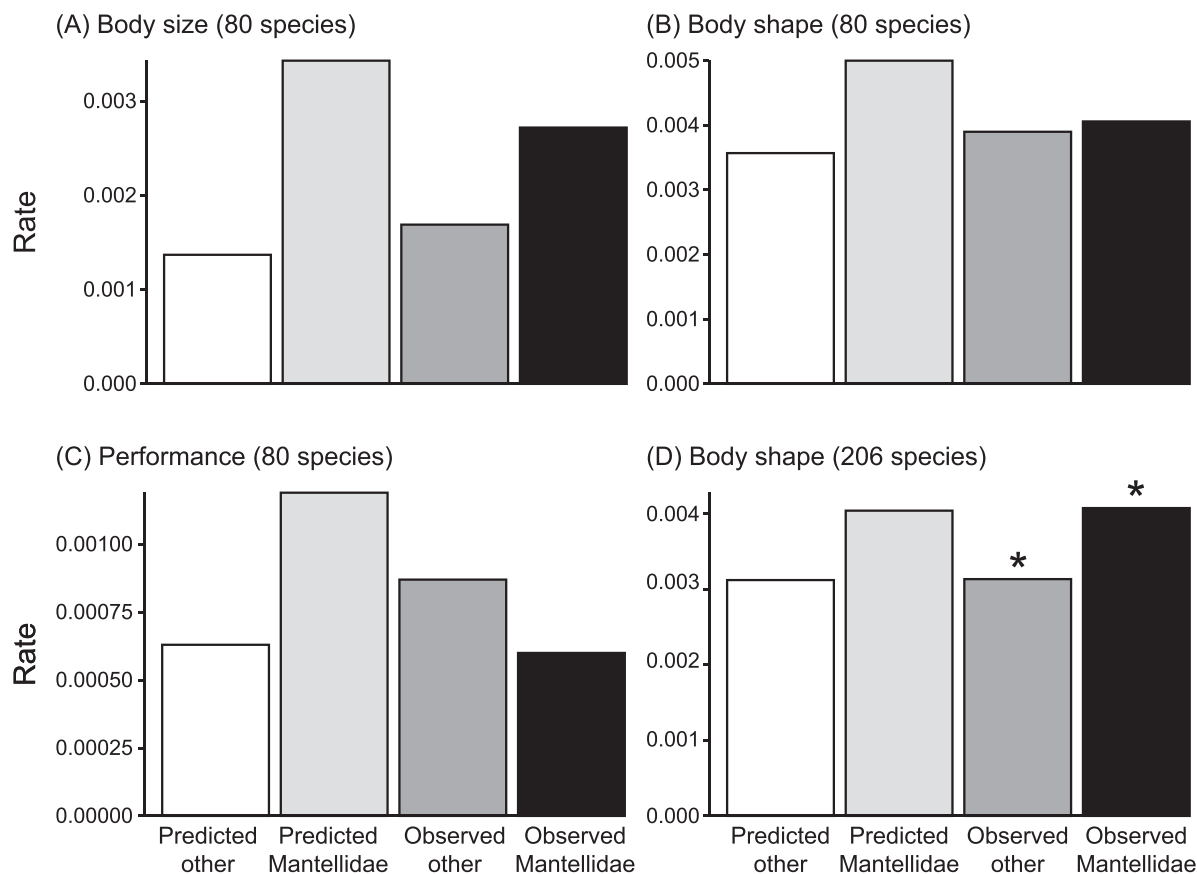 (A) Body size (80 species)
Rate
0.003
0.002
0.001
0.000
(B) Body shape (80 species)
0.005
0.004
0.003
0.002
0.001
0.000
(C) Performance (80 species)
Rate
0.00100
0.00075
0.00050
0.00025
0.00000
Predicted
other
Predicted
Mantellidae
Observed
other
Observed
Mantellidae
(D) Body shape (206 species)
*
*
0.004
0.003
0.002
0.001
0.000
Predicted
other
Predicted
Mantellidae
Observed
other
Observed
Mantellidae